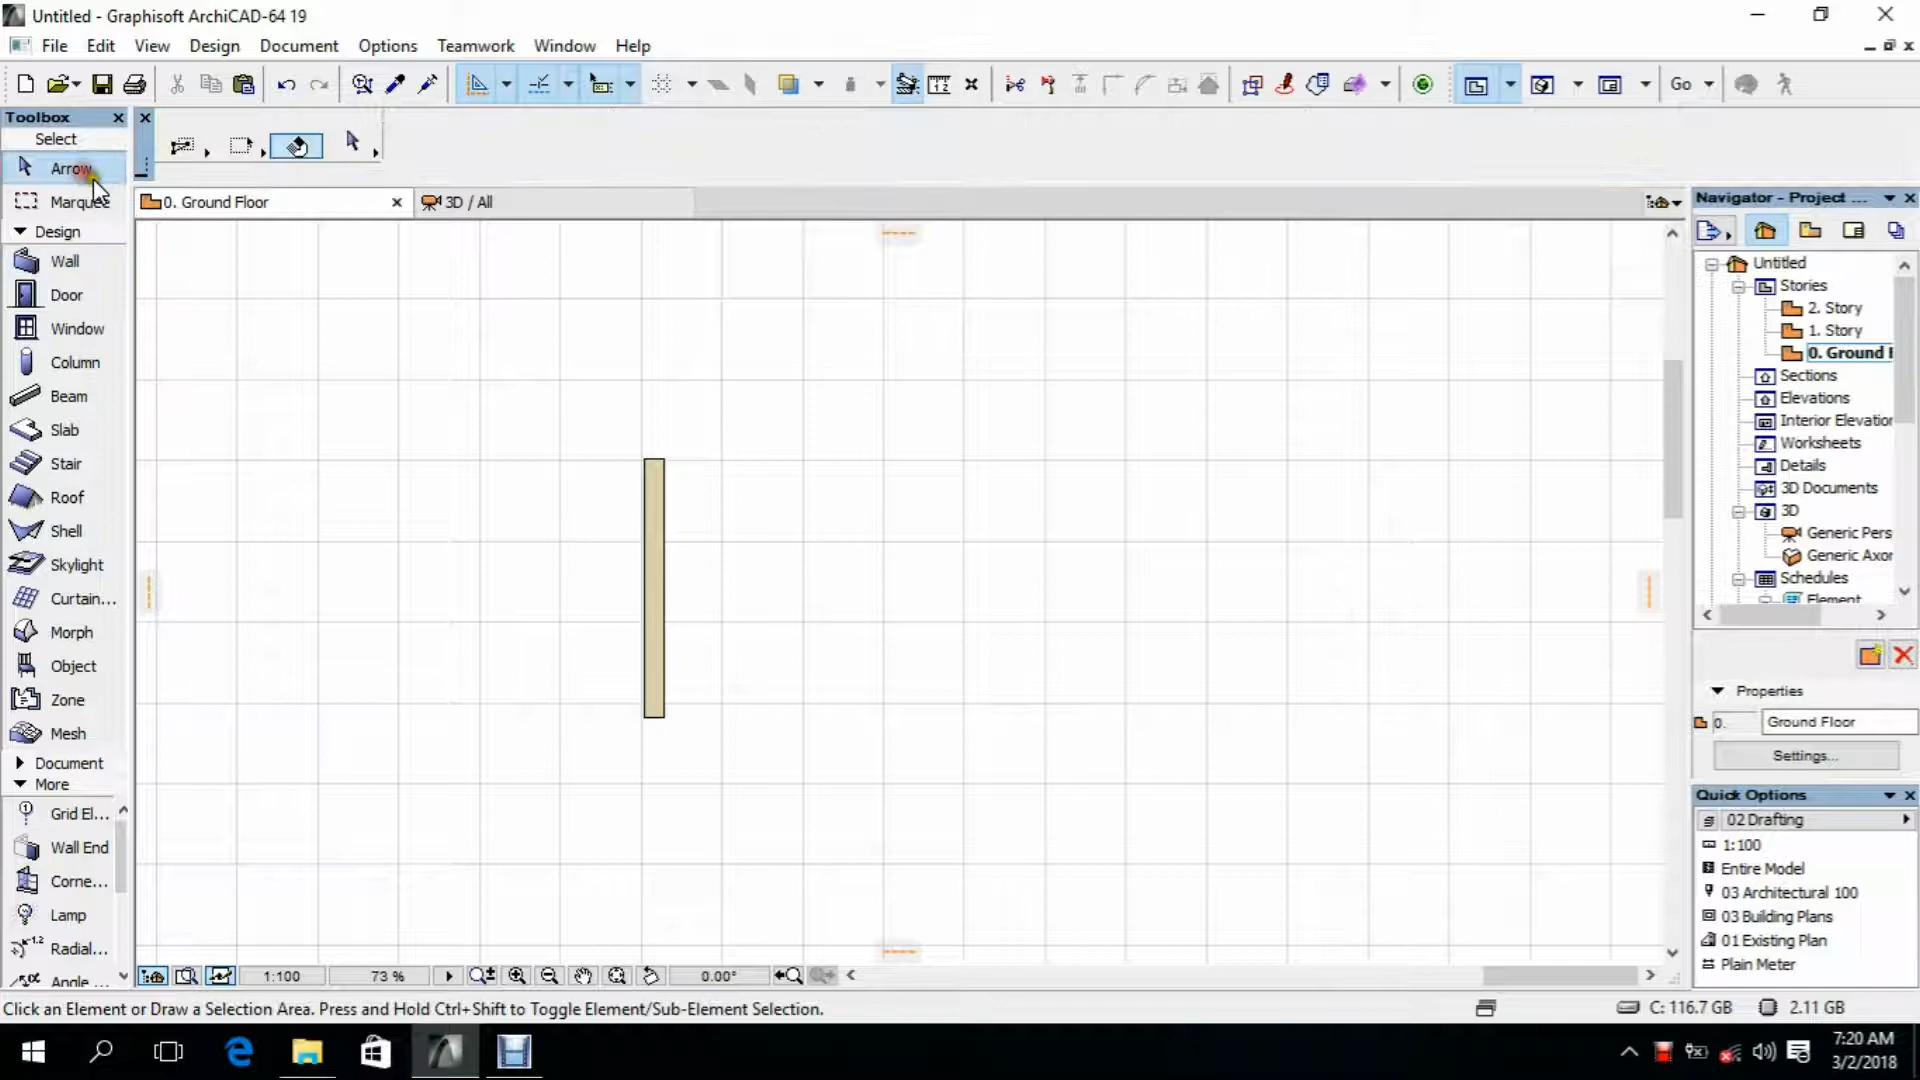 Untitled - Graphisoft ArchiCAD-64 19
File Edit View Design Document Options Teamwork Window Help
Go
Toolbox
Select
Arrow
Marquee
Design
Wall
Door
Window
Column
Beam
Slab
Stair
Roof
Shell
Skylight
Curtain...
Morph
Object
Zone
Mesh
Document
More
Grid El...
Wall End
Corne...
Lamp
Radial...
Angle ...
0. Ground Floor
3D / All
Navigator - Project ...
Untitled
Stories
2. Story
1. Story
0. Ground
Sections
Elevations
Interior Elevation
Worksheets
Details
3D Documents
3D
Generic Pers
Generic Axor
Schedules
Element
Properties
0. Ground Floor
Settings...
Quick Options
02 Drafting
1:100
Entire Model
03 Architectural 100
03 Building Plans
01 Existing Plan
Plain Meter
1:100 73 % 0.00°
Click an Element or Draw a Selection Area. Press and Hold Ctrl+Shift to Toggle Element/Sub-Element Selection.
C: 116.7 GB 2.11 GB
7:20 AM
3/2/2018